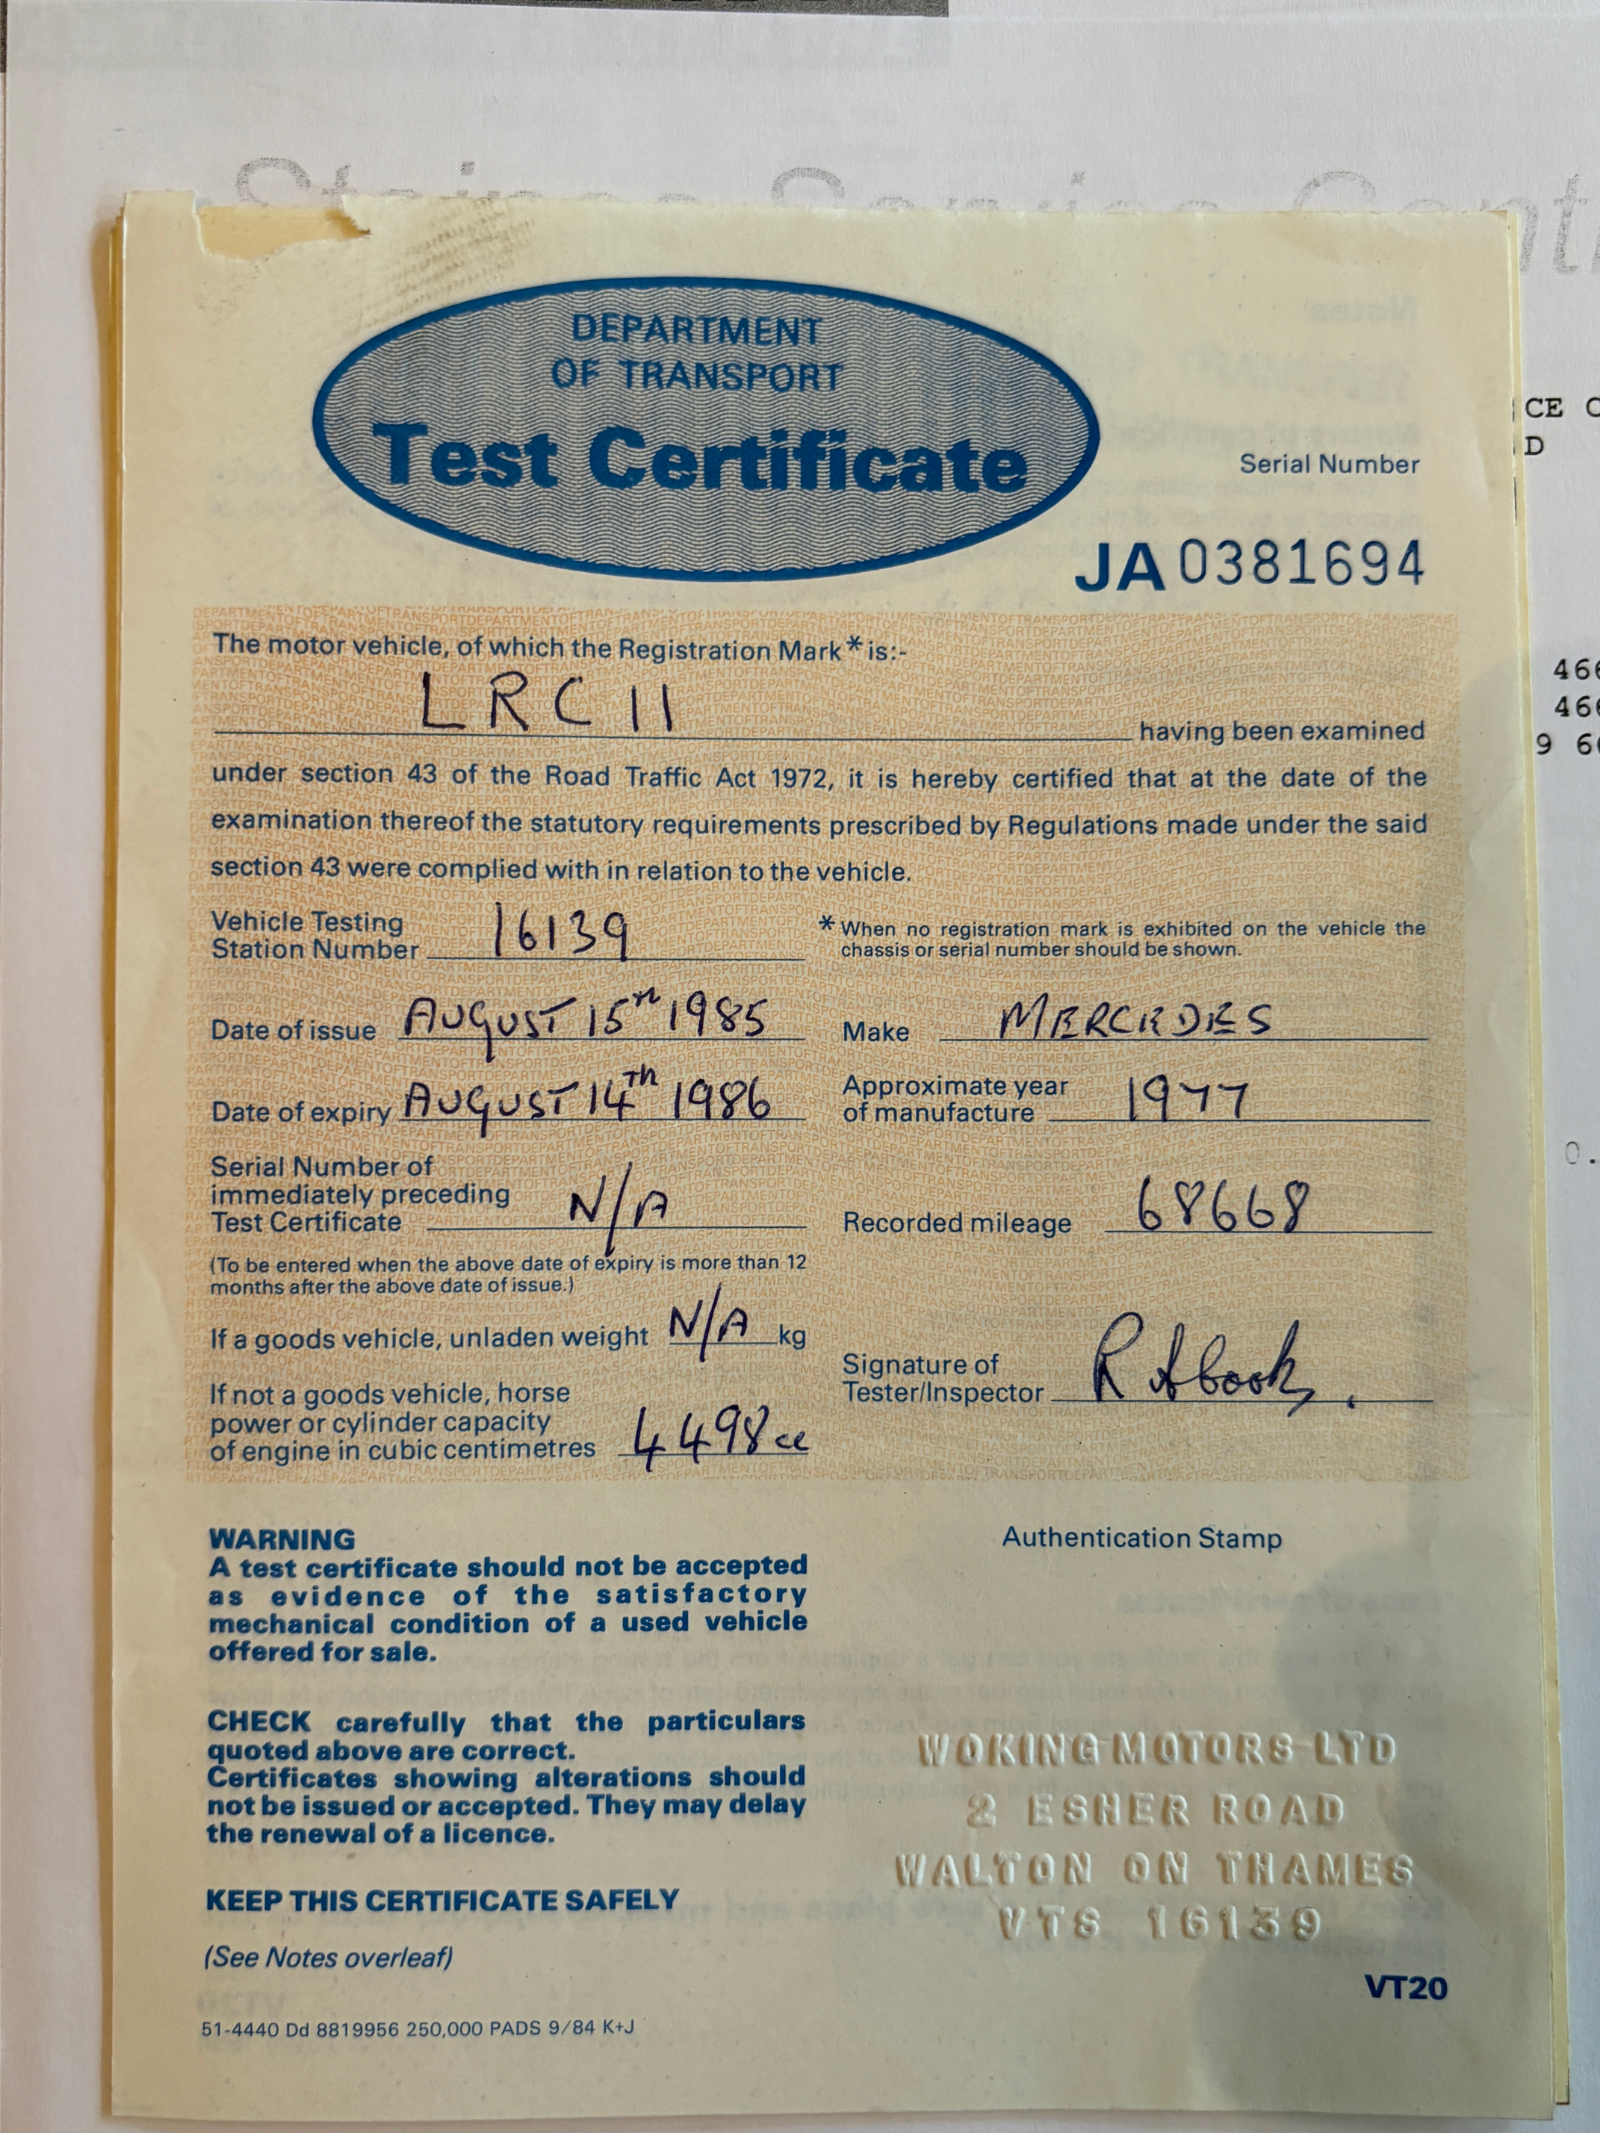 Staines Service Cent
DEPARTMENT
OF TRANSPORT
Test Certificate
Serial Number
JA 0381694
The motor vehicle, of which the Registration Mark* is:-
LRC 11
having been examined
under section 43 of the Road Traffic Act 1972, it is hereby certified that at the date of the
examination thereof the statutory requirements prescribed by Regulations made under the said
section 43 were complied with in relation to the vehicle.
Vehicle Testing
Station Number 16139
* When no registration mark is exhibited on the vehicle the
chassis or serial number should be shown.
Date of issue AUGUST 15TH 1985
Make MERCEDES
Date of expiry AUGUST 14TH 1986
Approximate year
of manufacture 1977
Serial Number of
immediately preceding
Test Certificate N/A
Recorded mileage 68668
(To be entered when the above date of expiry is more than 12
months after the above date of issue.)
If a goods vehicle, unladen weight N/A kg
Signature of
Tester/Inspector
If not a goods vehicle, horse
power or cylinder capacity
of engine in cubic centimetres 4498cc
WARNING
A test certificate should not be accepted
as evidence of the satisfactory
mechanical condition of a used vehicle
offered for sale.
CHECK carefully that the particulars
quoted above are correct.
Certificates showing alterations should
not be issued or accepted. They may delay
the renewal of a licence.
KEEP THIS CERTIFICATE SAFELY
(See Notes overleaf)
51-4440 Dd 8819956 250,000 PADS 9/84 K+J
Authentication Stamp
WOKING MOTORS LTD
2 ESHER ROAD
WALTON ON THAMES
VTS 16139
VT20
CE
D
466
466
9 6
0.